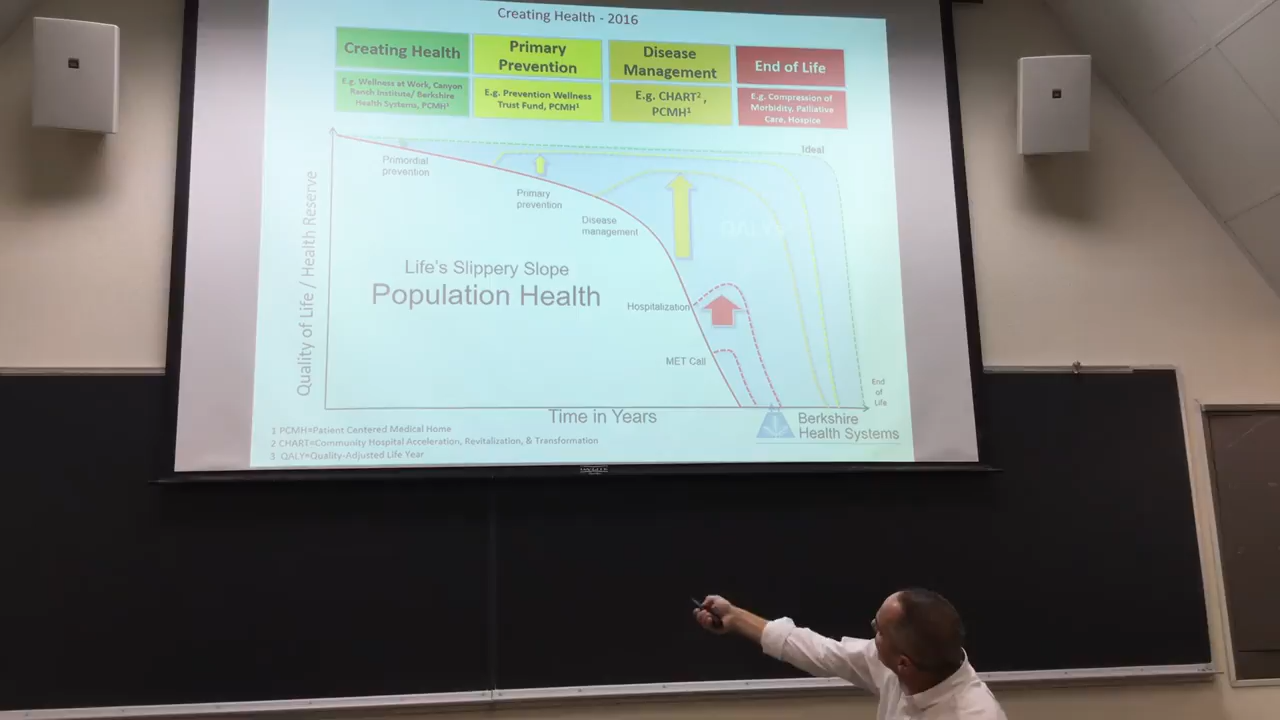 Creating Health - 2016
Creating Health
Primary
Prevention
Disease
Management
End of Life
E.g. Wellness at Work, Canyon
Ranch Institute/ Berkshire
Health Systems, PCMH¹
E.g. Prevention Wellness
Trust Fund, PCMH¹
E.g. CHART² ,
PCMH¹
E.g. Compression of
Morbidity, Palliative
Care, Hospice
Ideal
Primordial
prevention
Primary
prevention
Disease
management
Quality of Life / Health Reserve
Life's Slippery Slope
Population Health
Hospitalization
MET Call
End
of
Life
Time in Years
Berkshire
Health Systems
1 PCMH=Patient Centered Medical Home
2 CHART=Community Hospital Acceleration, Revitalization, & Transformation
3 QALY=Quality-Adjusted Life Year